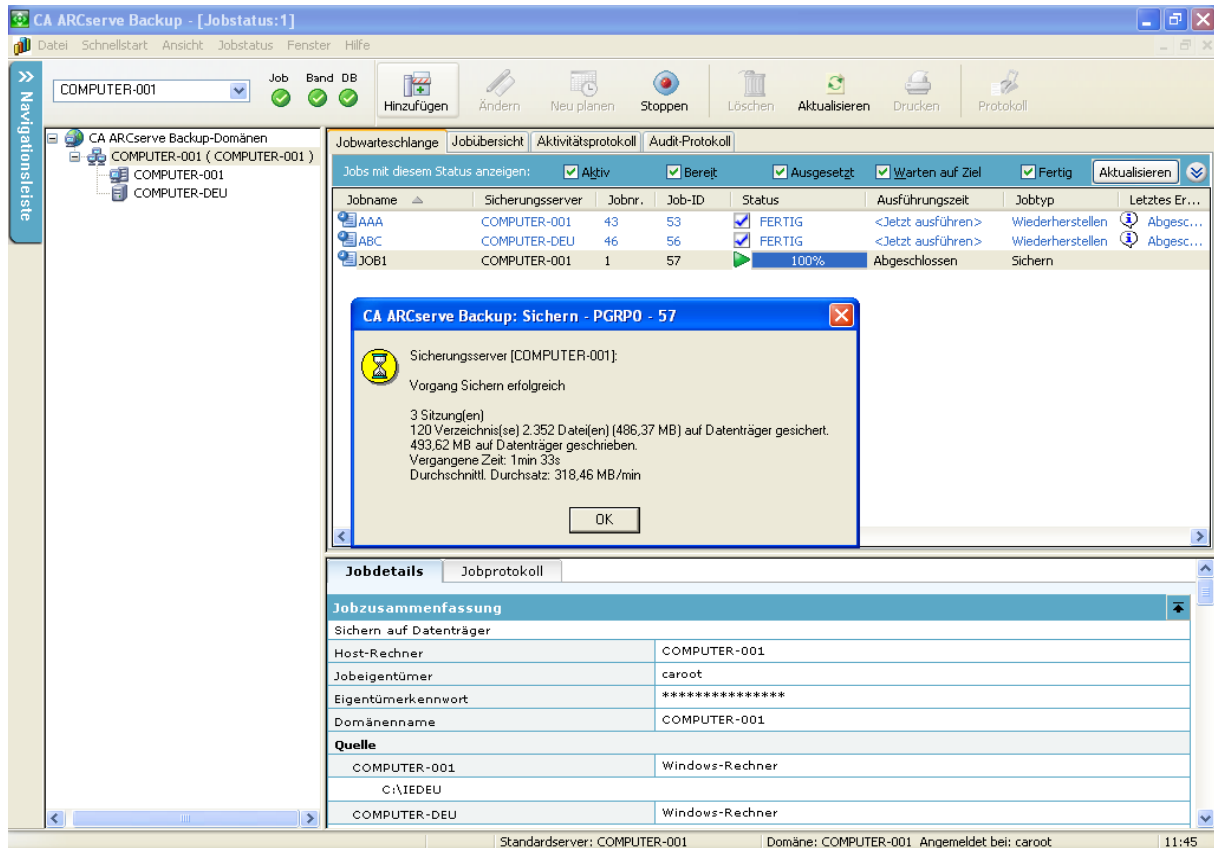 CA ARCserve Backup - [Jobstatus:1]
Datei Schnellstart Ansicht Jobstatus Fenster Hilfe
Navigationsleiste
COMPUTER-001
Job Band DB
Hinzufügen Ändern Neu planen Stoppen Löschen Aktualisieren Drucken Protokoll
CA ARCserve Backup-Domänen
COMPUTER-001 ( COMPUTER-001 )
COMPUTER-001
COMPUTER-DEU
Jobwarteschlange Jobübersicht Aktivitätsprotokoll Audit-Protokoll
Jobs mit diesem Status anzeigen: Aktiv Bereit Ausgesetzt Warten auf Ziel Fertig Aktualisieren
Jobname Sicherungsserver Jobnr. Job-ID Status Ausführungszeit Jobtyp Letztes Er...
AAA COMPUTER-001 43 53 FERTIG <Jetzt ausführen> Wiederherstellen Abgesc...
ABC COMPUTER-DEU 46 56 FERTIG <Jetzt ausführen> Wiederherstellen Abgesc...
JOB1 COMPUTER-001 1 57 100% Abgeschlossen Sichern
CA ARCserve Backup: Sichern - PGRP0 - 57
Sicherungsserver [COMPUTER-001]:
Vorgang Sichern erfolgreich
3 Sitzung(en)
120 Verzeichnis(se) 2.352 Datei(en) (486,37 MB) auf Datenträger gesichert.
493,62 MB auf Datenträger geschrieben.
Vergangene Zeit: 1min 33s
Durchschnittl. Durchsatz: 318,46 MB/min
OK
Jobdetails Jobprotokoll
Jobzusammenfassung
Sichern auf Datenträger
Host-Rechner COMPUTER-001
Jobeigentümer caroot
Eigentümerkennwort ***************
Domänenname COMPUTER-001
Quelle
COMPUTER-001 Windows-Rechner
C:\IEDEU
COMPUTER-DEU Windows-Rechner
Standardserver: COMPUTER-001 Domäne: COMPUTER-001 Angemeldet bei: caroot 11:45